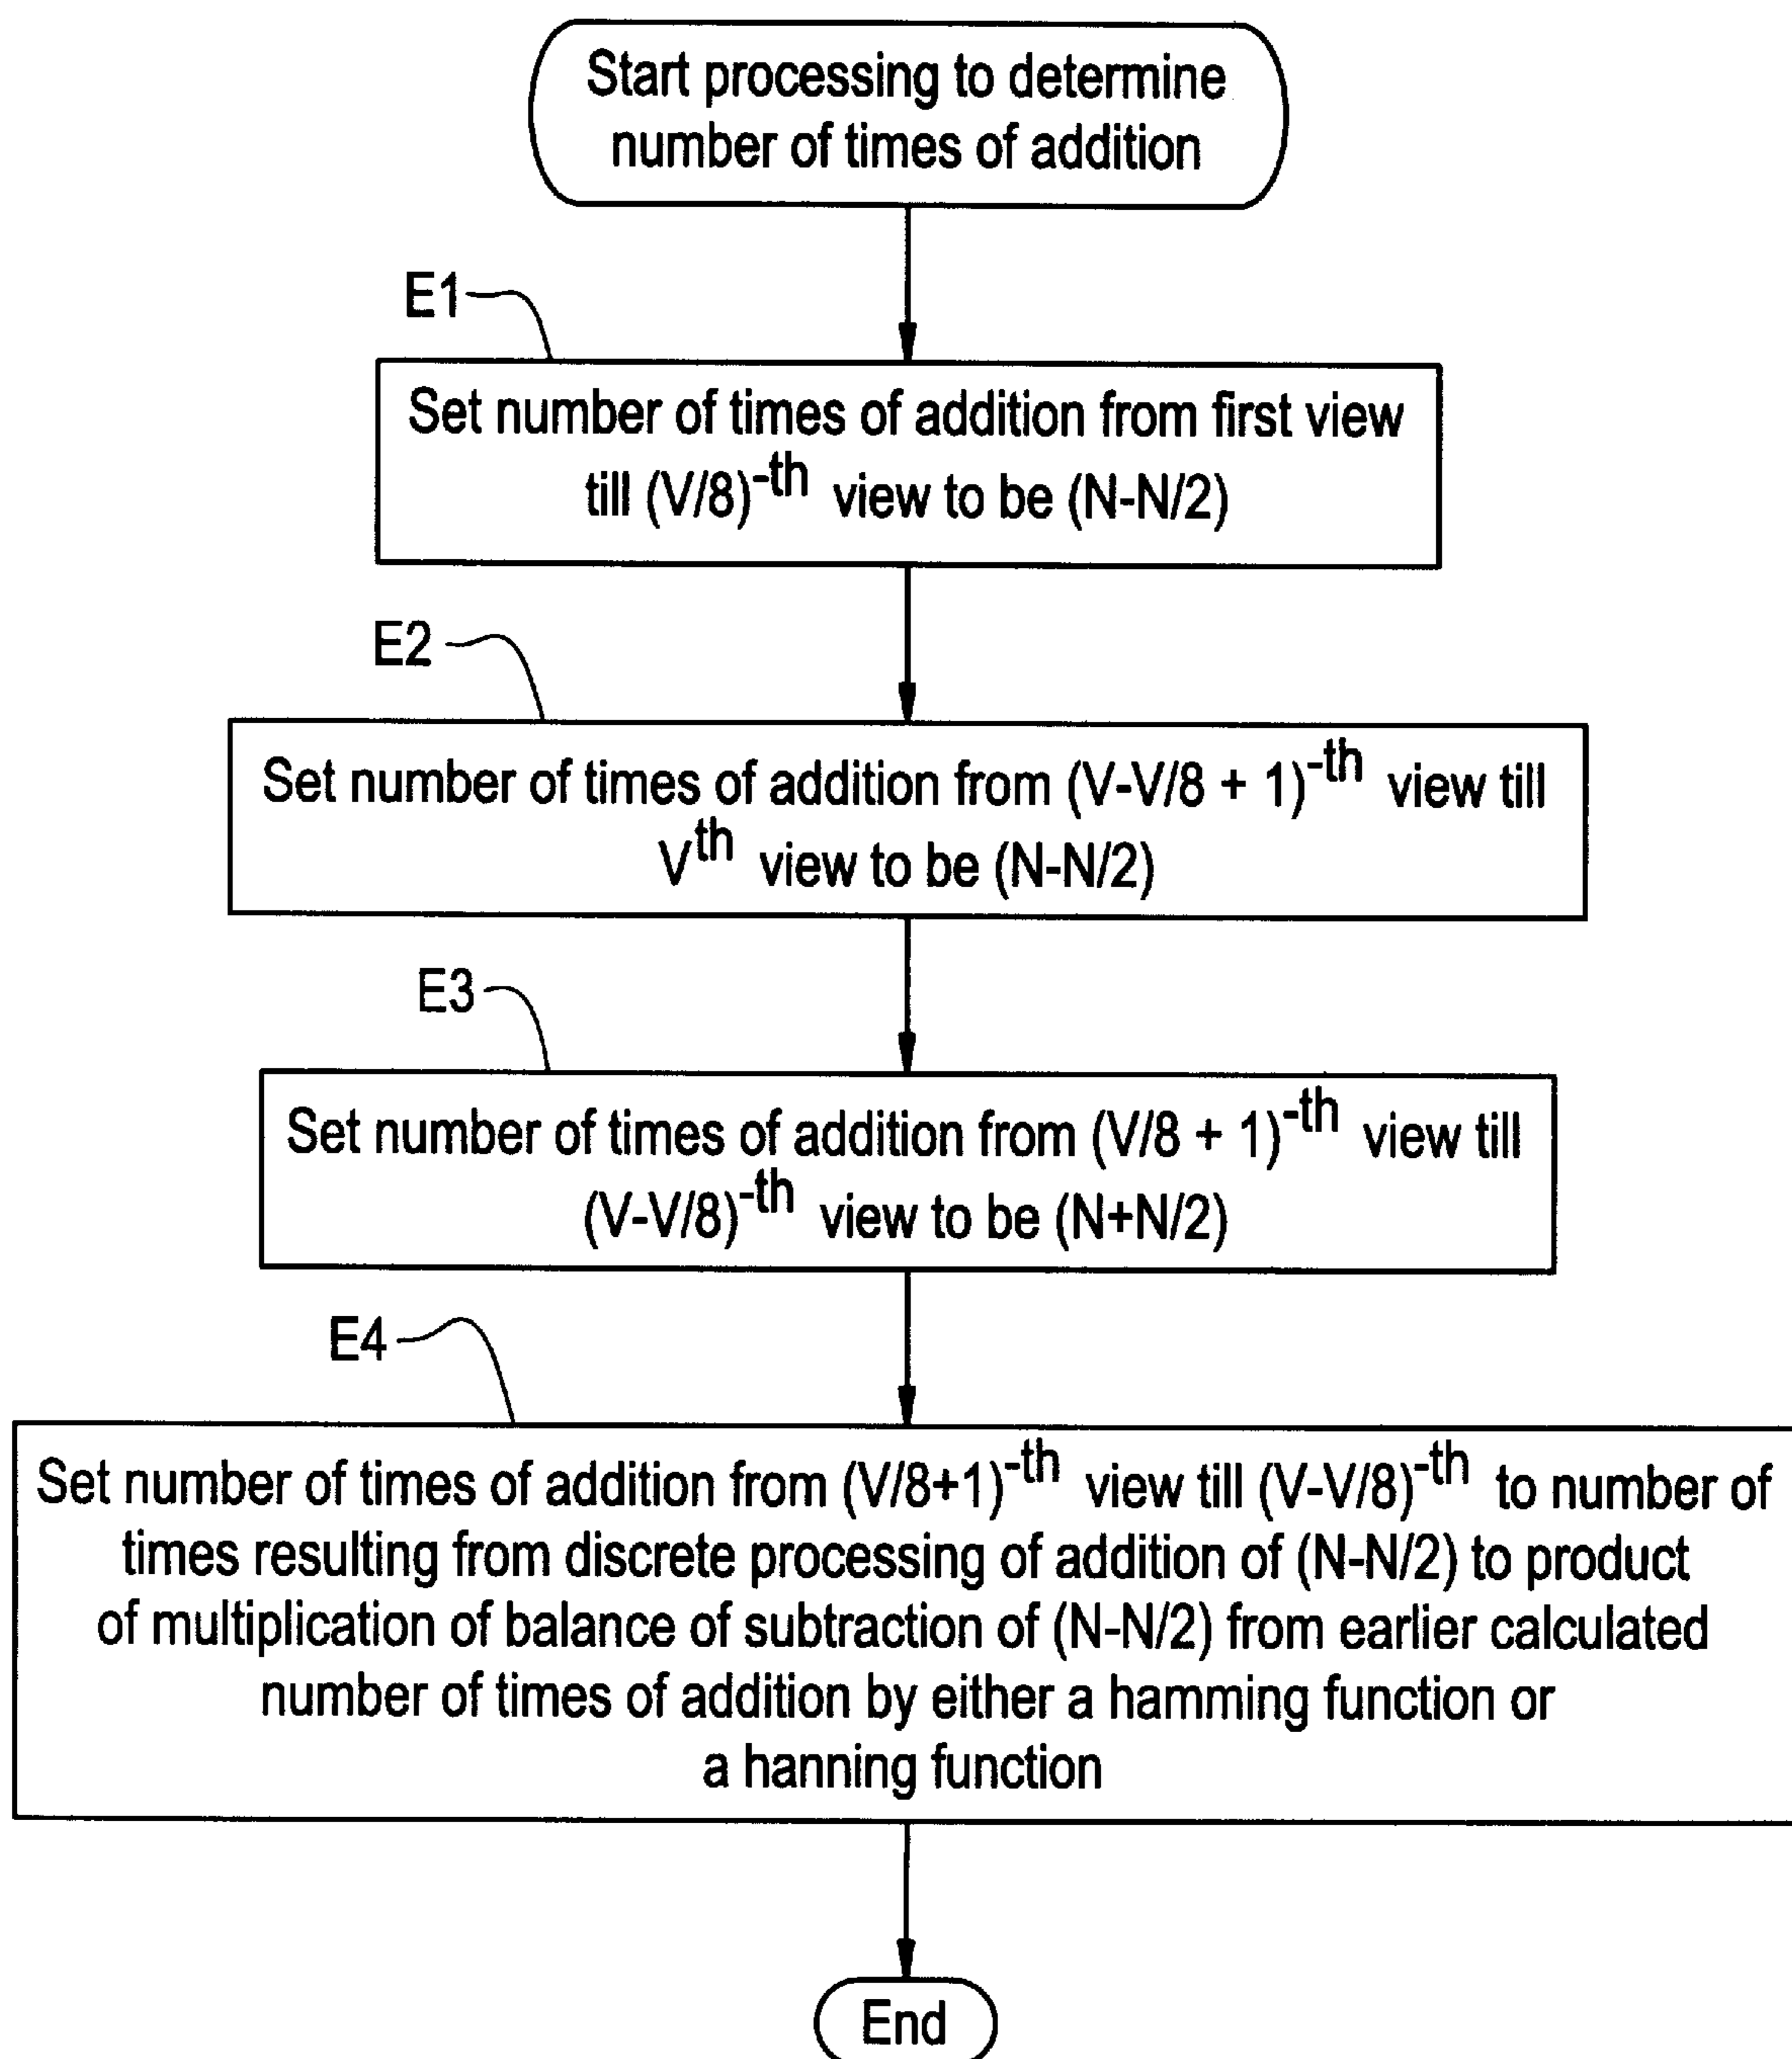 Start processing to determine
number of times of addition
E1
Set number of times of addition from first view
till (V/8)-th view to be (N-N/2)
E2
Set number of times of addition from (V-V/8 + 1)-th view till
Vth view to be (N-N/2)
E3
Set number of times of addition from (V/8 + 1)-th view till
(V-V/8)-th view to be (N+N/2)
E4
Set number of times of addition from (V/8+1)-th view till (V-V/8)-th to number of
times resulting from discrete processing of addition of (N-N/2) to product
of multiplication of balance of subtraction of (N-N/2) from earlier calculated
number of times of addition by either a hamming function or
a hanning function
End